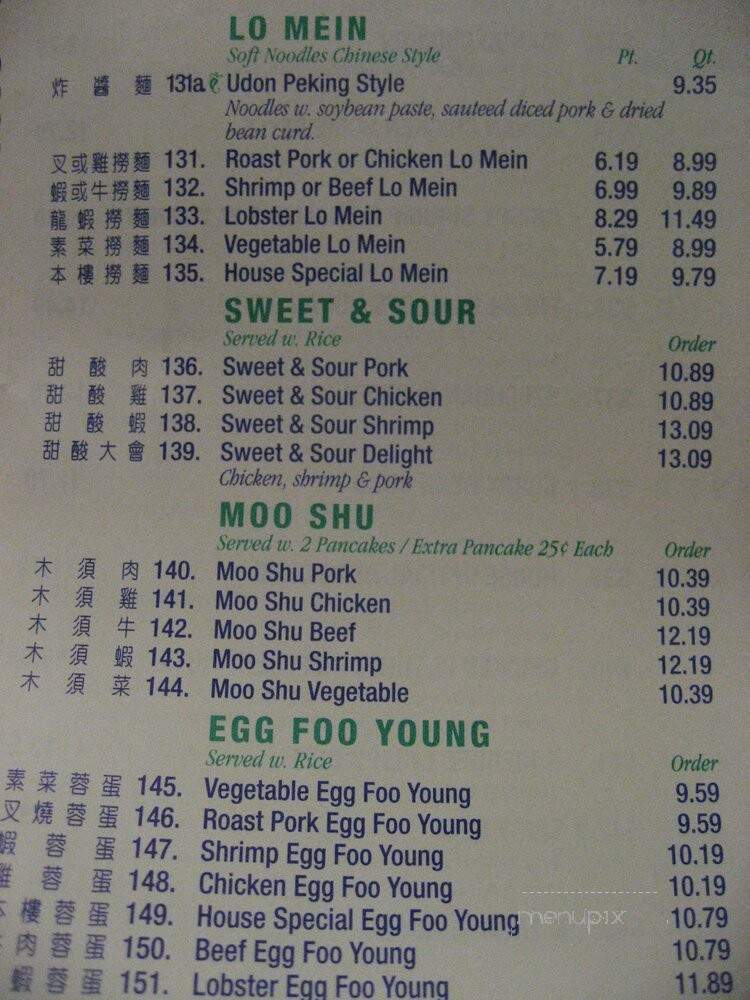 LO MEIN
Soft Noodles Chinese Style Pt. Qt.
炸醬麵 131a Udon Peking Style 9.35
Noodles w. soybean paste, sauteed diced pork & dried
bean curd.
叉或雞撈麵 131. Roast Pork or Chicken Lo Mein 6.19 8.99
蝦或牛撈麵 132. Shrimp or Beef Lo Mein 6.99 9.89
龍蝦撈麵 133. Lobster Lo Mein 8.29 11.49
素菜撈麵 134. Vegetable Lo Mein 5.79 8.99
本樓撈麵 135. House Special Lo Mein 7.19 9.79
SWEET & SOUR
Served w. Rice Order
甜酸肉 136. Sweet & Sour Pork 10.89
甜酸雞 137. Sweet & Sour Chicken 10.89
甜酸蝦 138. Sweet & Sour Shrimp 13.09
甜酸大會 139. Sweet & Sour Delight 13.09
Chicken, shrimp & pork
MOO SHU
Served w. 2 Pancakes / Extra Pancake 25¢ Each Order
木須肉 140. Moo Shu Pork 10.39
木須雞 141. Moo Shu Chicken 10.39
木須牛 142. Moo Shu Beef 12.19
木須蝦 143. Moo Shu Shrimp 12.19
木須菜 144. Moo Shu Vegetable 10.39
EGG FOO YOUNG
Served w. Rice Order
素菜蓉蛋 145. Vegetable Egg Foo Young 9.59
叉燒蓉蛋 146. Roast Pork Egg Foo Young 9.59
蝦蓉蛋 147. Shrimp Egg Foo Young 10.19
雞蓉蛋 148. Chicken Egg Foo Young 10.19
本樓蓉蛋 149. House Special Egg Foo Young 10.79
肉蓉蛋 150. Beef Egg Foo Young 10.79
蝦蓉蛋 151. Lobster Egg Foo Young 11.89
menupix